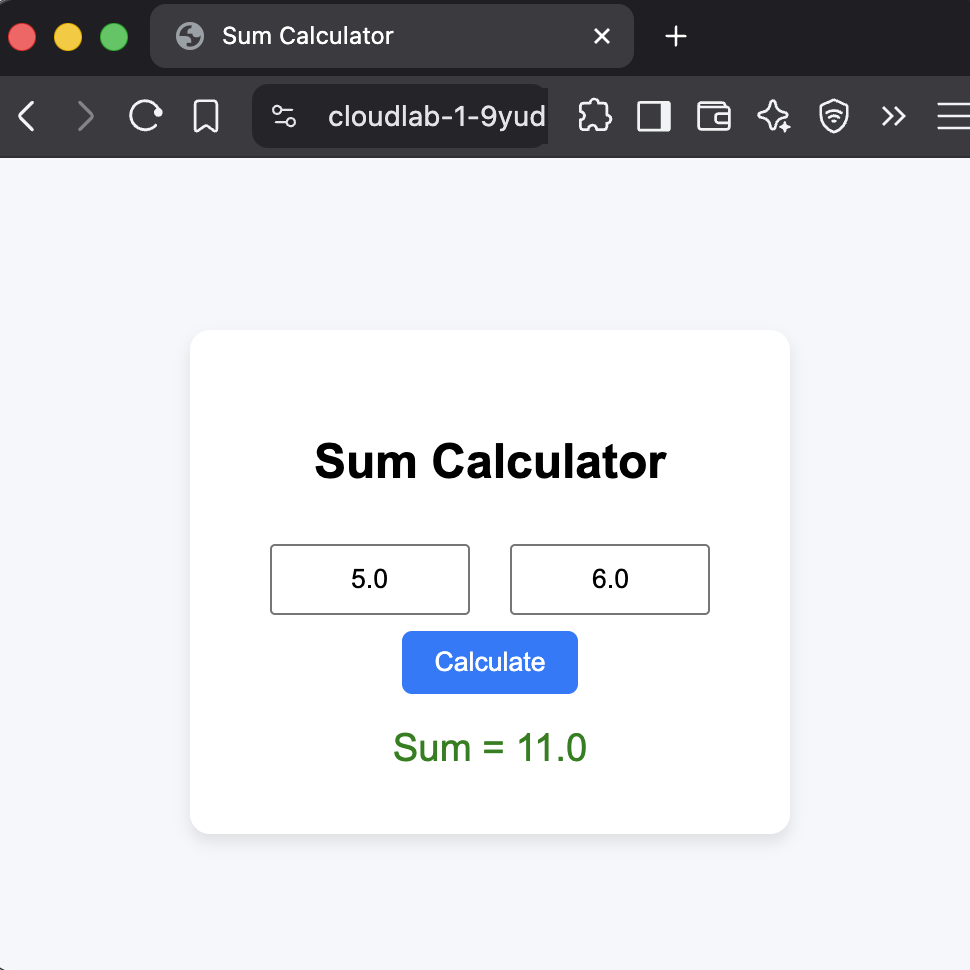 Sum Calculator
cloudlab-1-9yud
Sum Calculator
5.0 6.0
Calculate
Sum = 11.0